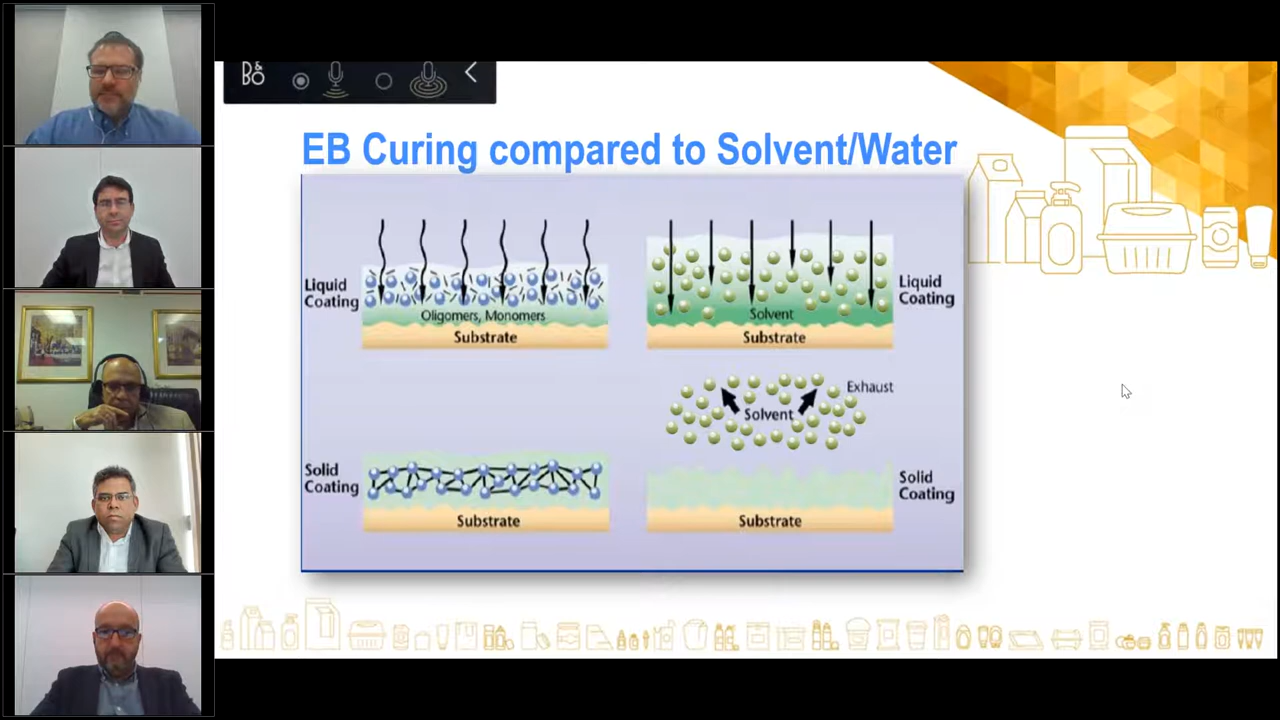 B&
BO
EB Curing compared to Solvent/Water
Liquid
Coating
Oligomers, Monomers
Substrate
Solvent
Substrate
Liquid
Coating
Exhaust
Solvent
Solid
Coating
Substrate
Substrate
Solid
Coating